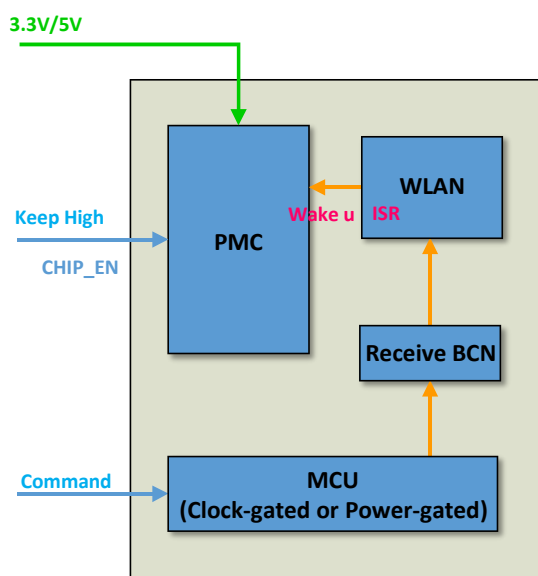 3.3V/5V
WLAN
Wake u ISR
Keep High
PMC
CHIP_EN
Receive BCN
Command
MCU
(Clock-gated or Power-gated)